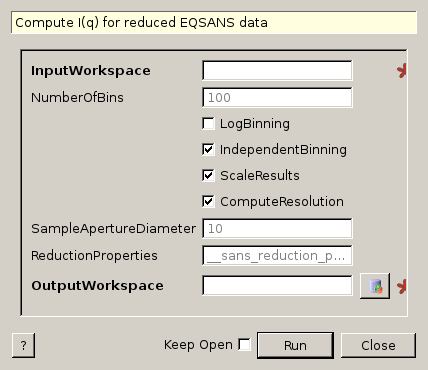 Compute I(q) for reduced EQSANS data
InputWorkspace
NumberOfBins 100
LogBinning
IndependentBinning
ScaleResults
ComputeResolution
SampleApertureDiameter 10
ReductionProperties __sans_reduction_p...
OutputWorkspace
? Keep Open Run Close